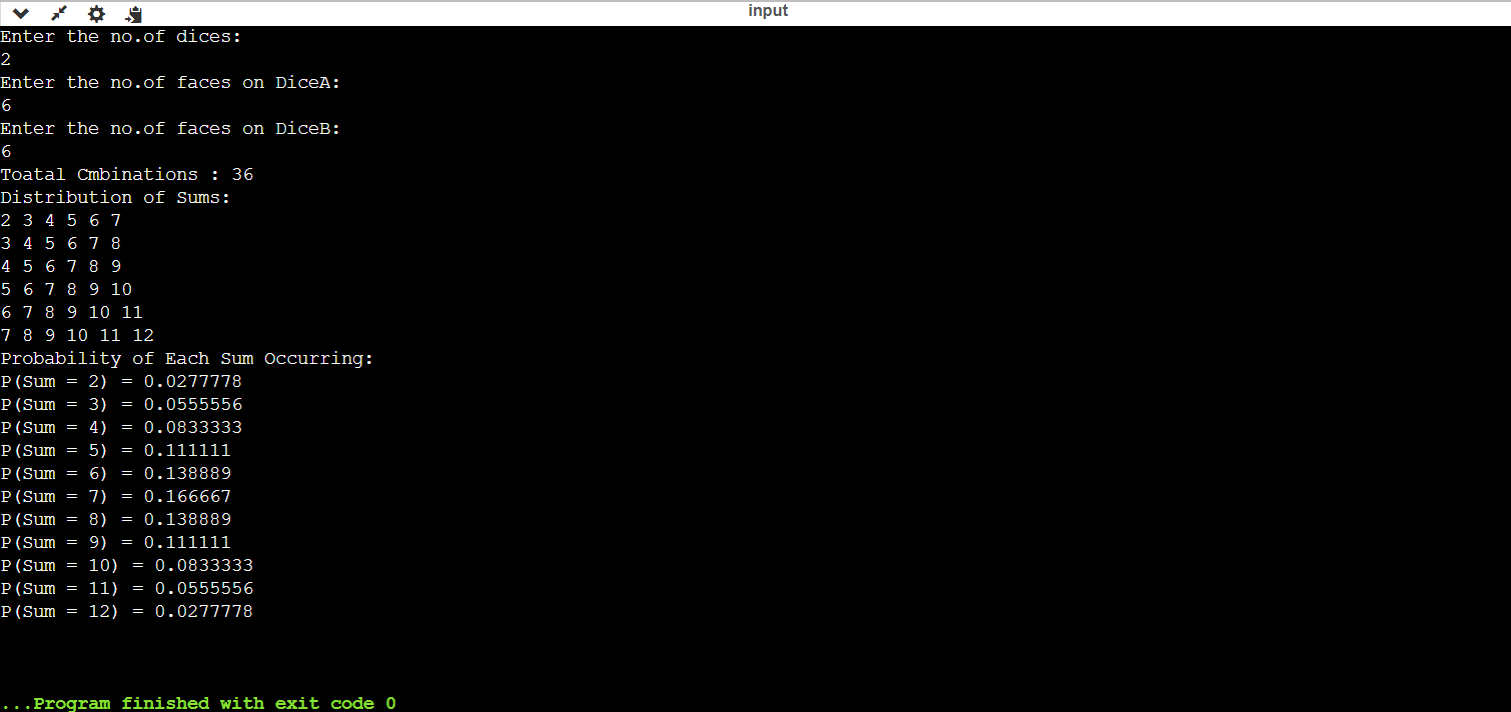 input
Enter the no.of dices:
2
Enter the no.of faces on DiceA:
6
Enter the no.of faces on DiceB:
6
Toatal Cmbinations : 36
Distribution of Sums:
2 3 4 5 6 7
3 4 5 6 7 8
4 5 6 7 8 9
5 6 7 8 9 10
6 7 8 9 10 11
7 8 9 10 11 12
Probability of Each Sum Occurring:
P(Sum = 2) = 0.0277778
P(Sum = 3) = 0.0555556
P(Sum = 4) = 0.0833333
P(Sum = 5) = 0.111111
P(Sum = 6) = 0.138889
P(Sum = 7) = 0.166667
P(Sum = 8) = 0.138889
P(Sum = 9) = 0.111111
P(Sum = 10) = 0.0833333
P(Sum = 11) = 0.0555556
P(Sum = 12) = 0.0277778
...Program finished with exit code 0